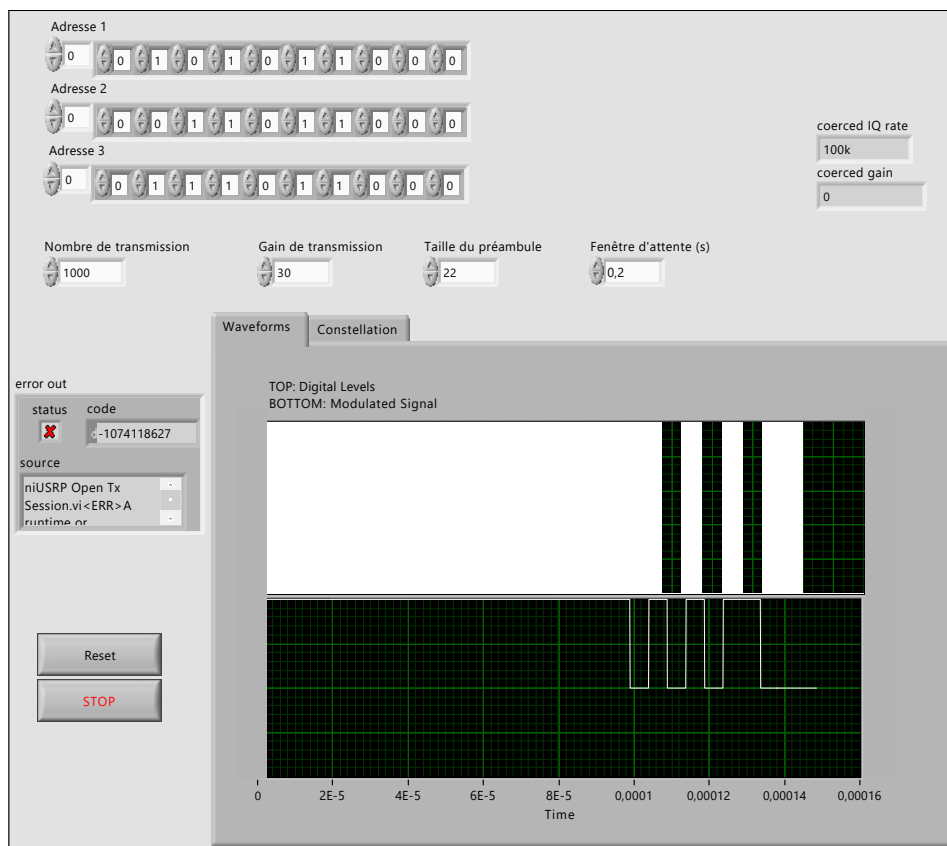 Adresse 1
0 0 1 0 1 0 1 1 0 0 0
Adresse 2
0 0 0 1 1 0 1 1 0 0 0
Adresse 3
0 0 1 1 1 0 1 1 0 0 0
coerced IQ rate
100k
coerced gain
0
Nombre de transmission Gain de transmission Taille du préambule Fenêtre d'attente (s)
1000 30 22 0,2
Waveforms Constellation
error out
status code
d -1074118627
source
niUSRP Open Tx
Session.vi<ERR>A
runtime or
TOP: Digital Levels
BOTTOM: Modulated Signal
Reset
STOP
0 2E-5 4E-5 6E-5 8E-5 0,0001 0,00012 0,00014 0,00016
Time